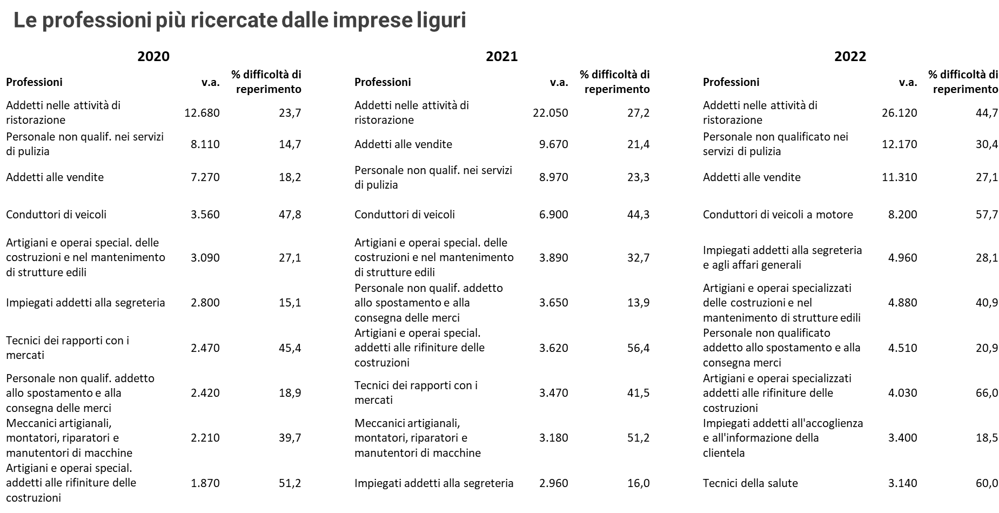 Le professioni più ricercate dalle imprese liguri
2020
Professioni
v.a.
% difficoltà di
reperimento
Addetti nelle attività di
ristorazione
12.680
23,7
Personale non qualif. nei servizi
di pulizia
8.110
14,7
Addetti alle vendite
7.270
18,2
Conduttori di veicoli
3.560
47,8
Artigiani e operai special. delle
costruzioni e nel mantenimento
di strutture edili
3.090
27,1
Impiegati addetti alla segreteria
2.800
15,1
Tecnici dei rapporti con i
mercati
2.470
45,4
Personale non qualif. addetto
allo spostamento e alla
consegna delle merci
2.420
18,9
Meccanici artigianali,
montatori, riparatori e
manutentori di macchine
2.210
39,7
Artigiani e operai special.
addetti alle rifiniture delle
costruzioni
1.870
51,2
2021
Professioni
v.a.
% difficoltà di
reperimento
Addetti nelle attività di
ristorazione
22.050
27,2
Addetti alle vendite
9.670
21,4
Personale non qualif. nei servizi
di pulizia
8.970
23,3
Conduttori di veicoli
6.900
44,3
Artigiani e operai special. delle
costruzioni e nel mantenimento
di strutture edili
3.890
32,7
Personale non qualif. addetto
allo spostamento e alla
consegna delle merci
3.650
13,9
Artigiani e operai special.
addetti alle rifiniture delle
costruzioni
3.620
56,4
Tecnici dei rapporti con i
mercati
3.470
41,5
Meccanici artigianali,
montatori, riparatori e
manutentori di macchine
3.180
51,2
Impiegati addetti alla segreteria
2.960
16,0
2022
Professioni
v.a.
% difficoltà di
reperimento
Addetti nelle attività di
ristorazione
26.120
44,7
Personale non qualificato nei
servizi di pulizia
12.170
30,4
Addetti alle vendite
11.310
27,1
Conduttori di veicoli a motore
8.200
57,7
Impiegati addetti alla segreteria
e agli affari generali
4.960
28,1
Artigiani e operai specializzati
delle costruzioni e nel
mantenimento di strutture edili
4.880
40,9
Personale non qualificato
addetto allo spostamento e alla
consegna merci
4.510
20,9
Artigiani e operai specializzati
addetti alle rifiniture delle
costruzioni
4.030
66,0
Impiegati addetti all'accoglienza
e all'informazione della
clientela
3.400
18,5
Tecnici della salute
3.140
60,0